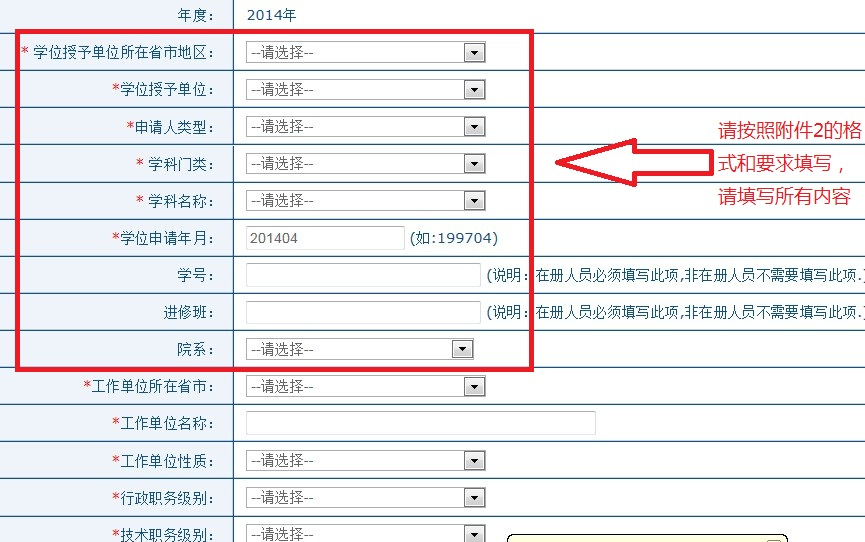 年度： 2014年
* 学位授予单位所在省市地区： --请选择--
*学位授予单位： --请选择--
*申请人类型： --请选择--
* 学科门类： --请选择--
* 学科名称： --请选择--
*学位申请年月： 201404 (如:199704)
学号： (说明：在册人员必须填写此项,非在册人员不需要填写此项.)
进修班： (说明：在册人员必须填写此项,非在册人员不需要填写此项.)
院系： --请选择--
*工作单位所在省市： --请选择--
*工作单位名称：
*工作单位性质： --请选择--
*行政职务级别： --请选择--
*技术职务级别： --请选择--
请按照附件2的格
式和要求填写，
请填写所有内容